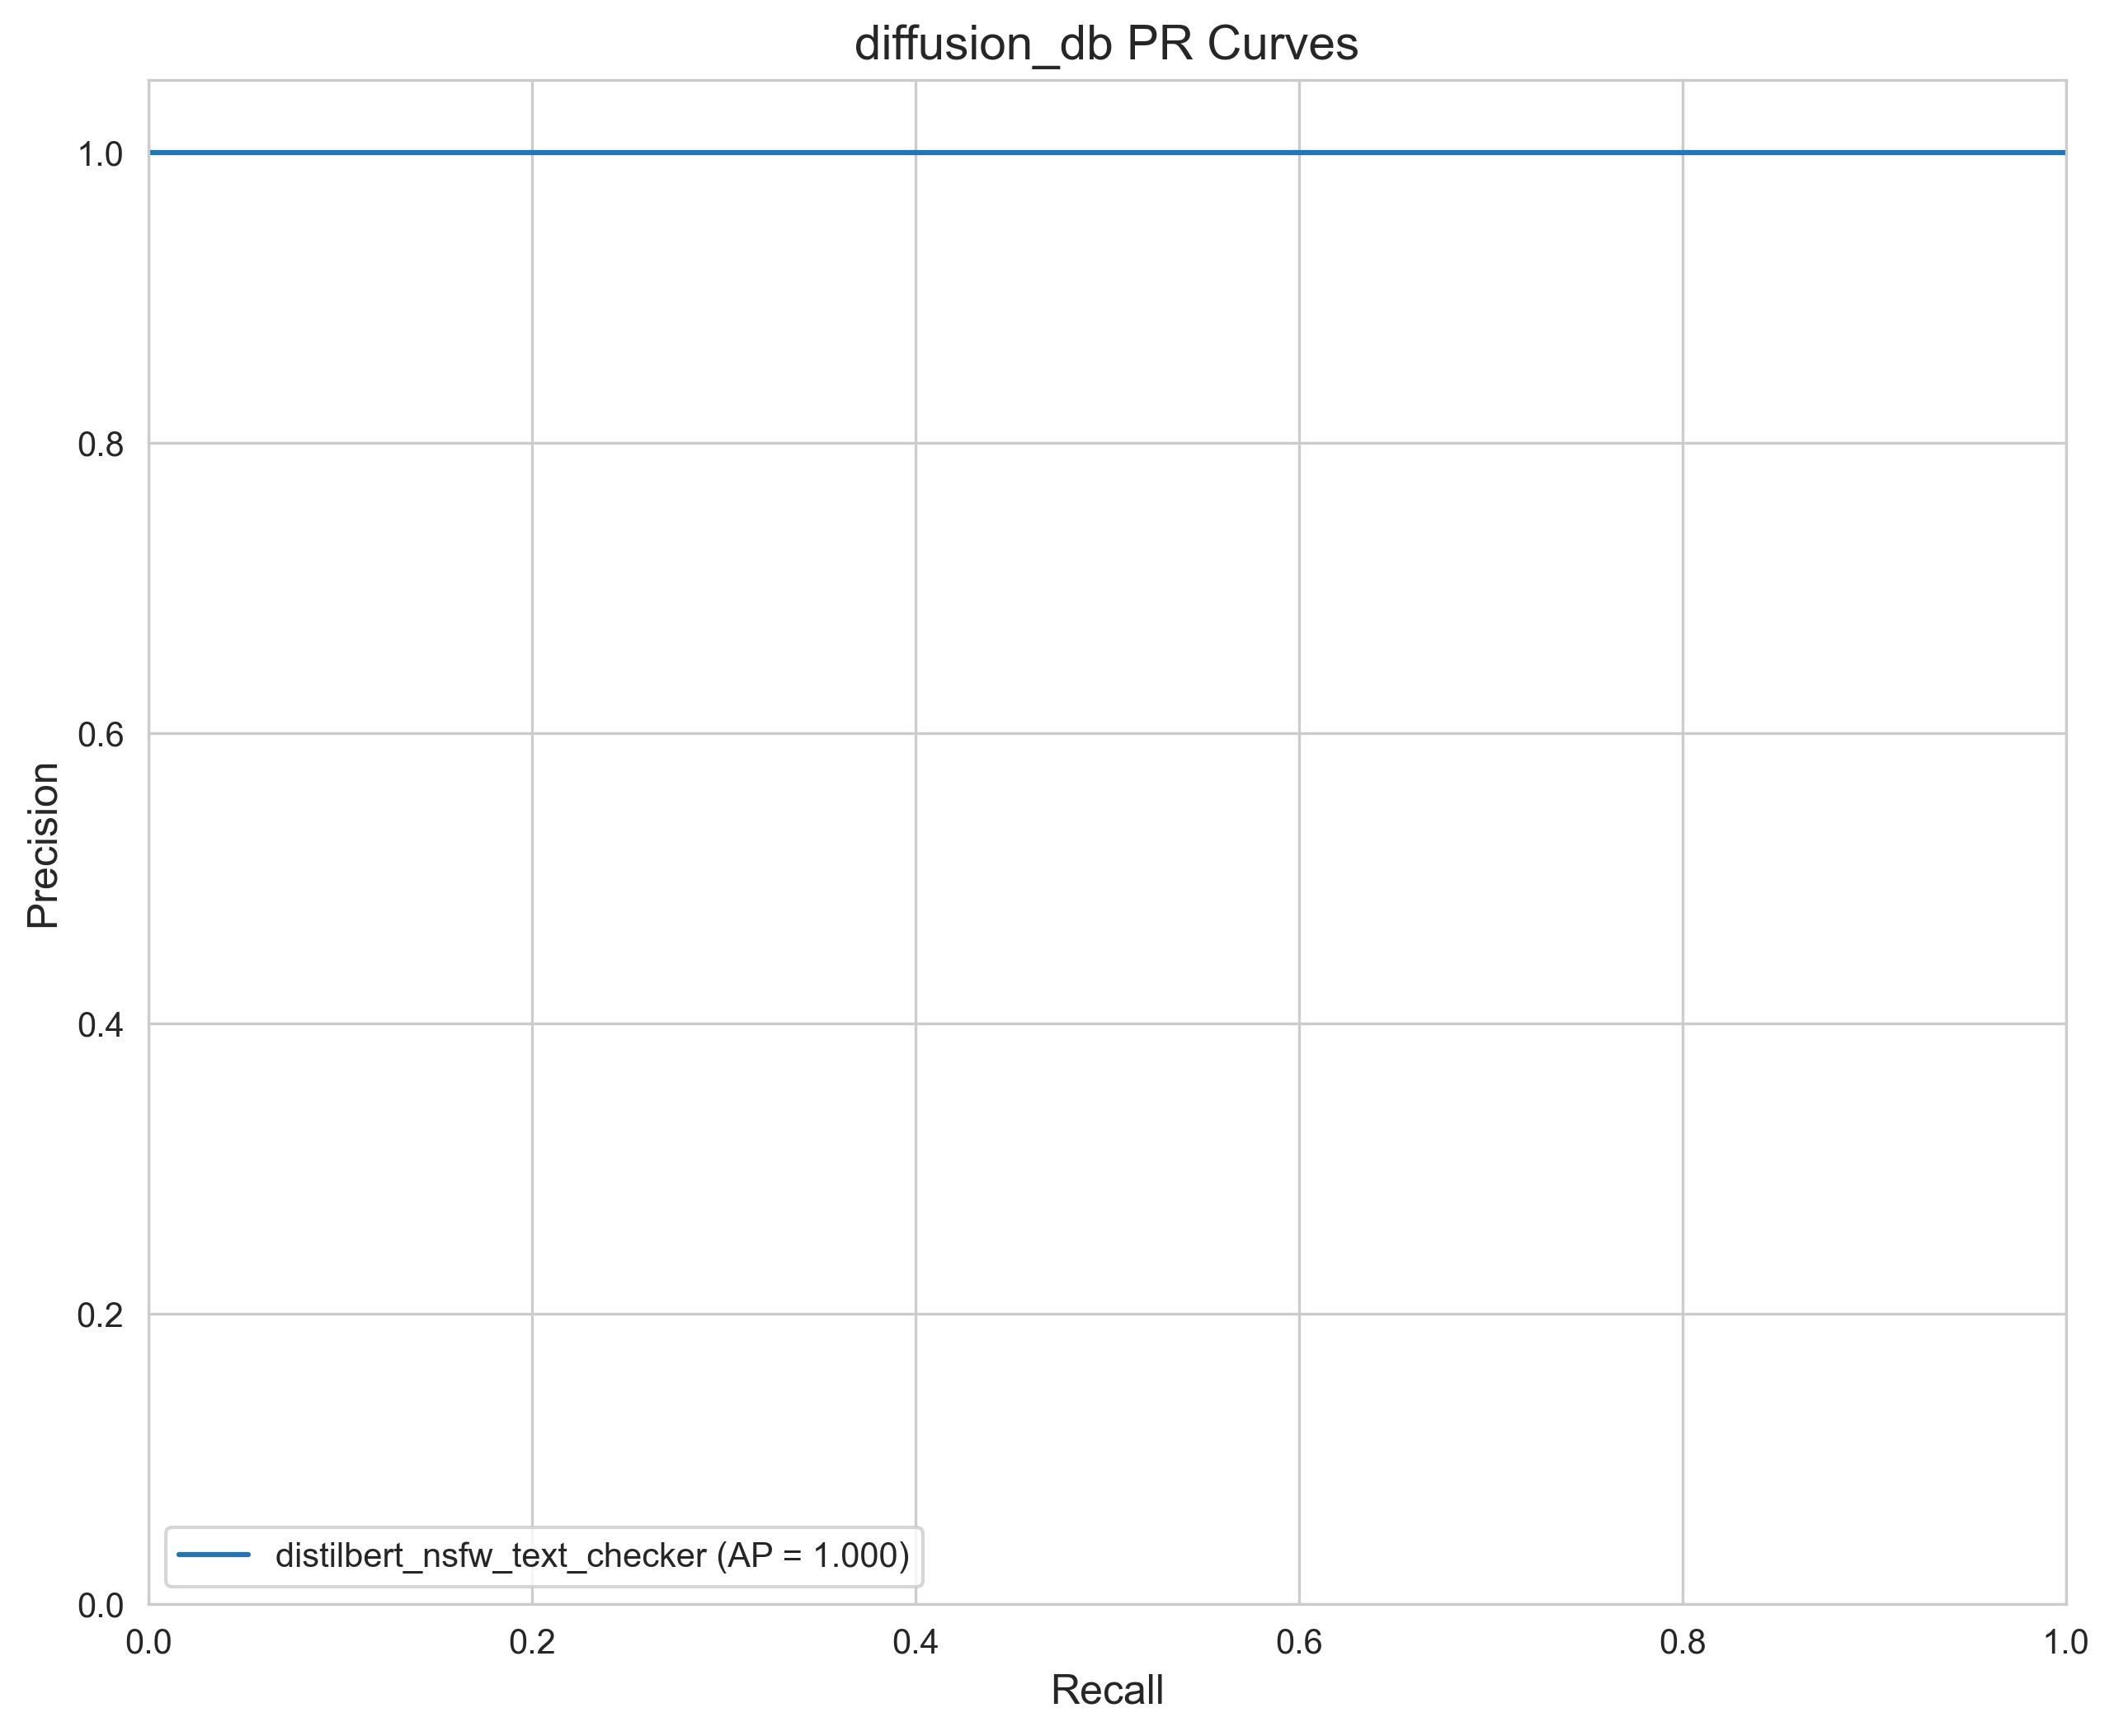 diffusion_db PR Curves
1.0
0.8
0.6
0.4
0.2
0.0
Precision
distilbert_nsfw_text_checker (AP = 1.000)
0.0 0.2 0.4 0.6 0.8 1.0
Recall